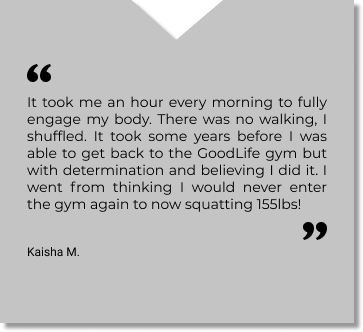 “
It took me an hour every morning to fully
engage my body. There was no walking, I
shuffled. It took some years before I was
able to get back to the GoodLife gym but
with determination and believing I did it. I
went from thinking I would never enter
the gym again to now squatting 155lbs!
”
Kaisha M.